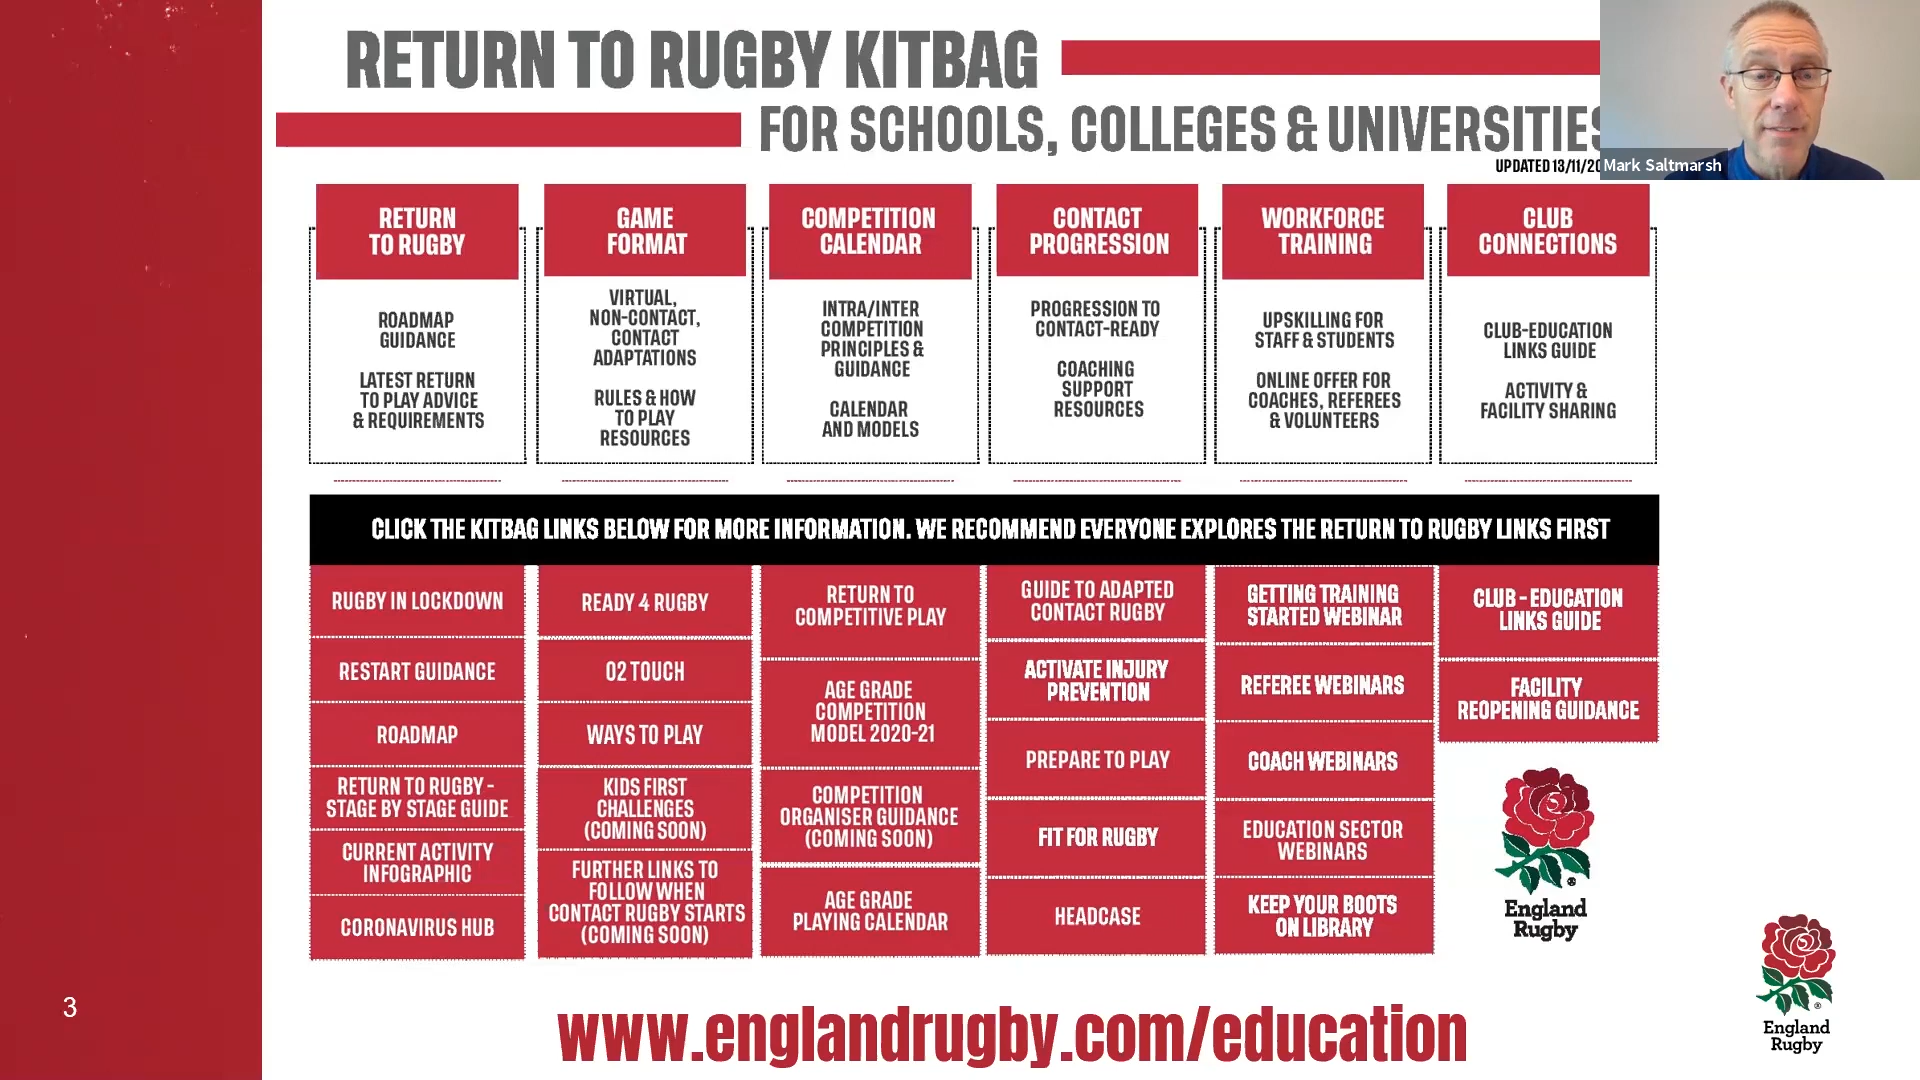 RETURN TO RUGBY KITBAG
FOR SCHOOLS, COLLEGES & UNIVERSITIES
UPDATED 13/11/20
Mark Saltmarsh
RETURN
TO RUGBY
ROADMAP
GUIDANCE
LATEST RETURN
TO PLAY ADVICE
& REQUIREMENTS
GAME
FORMAT
VIRTUAL,
NON-CONTACT,
CONTACT
ADAPTATIONS
RULES & HOW
TO PLAY
RESOURCES
COMPETITION
CALENDAR
INTRA/INTER
COMPETITION
PRINCIPLES &
GUIDANCE
CALENDAR
AND MODELS
CONTACT
PROGRESSION
PROGRESSION TO
CONTACT-READY
COACHING
SUPPORT
RESOURCES
WORKFORCE
TRAINING
UPSKILLING FOR
STAFF & STUDENTS
ONLINE OFFER FOR
COACHES, REFEREES
& VOLUNTEERS
CLUB
CONNECTIONS
CLUB-EDUCATION
LINKS GUIDE
ACTIVITY &
FACILITY SHARING
CLICK THE KITBAG LINKS BELOW FOR MORE INFORMATION. WE RECOMMEND EVERYONE EXPLORES THE RETURN TO RUGBY LINKS FIRST
RUGBY IN LOCKDOWN
RESTART GUIDANCE
ROADMAP
RETURN TO RUGBY -
STAGE BY STAGE GUIDE
CURRENT ACTIVITY
INFOGRAPHIC
CORONAVIRUS HUB
READY 4 RUGBY
O2 TOUCH
WAYS TO PLAY
KIDS FIRST
CHALLENGES
(COMING SOON)
FURTHER LINKS TO
FOLLOW WHEN
CONTACT RUGBY STARTS
(COMING SOON)
RETURN TO
COMPETITIVE PLAY
AGE GRADE
COMPETITION
MODEL 2020-21
COMPETITION
ORGANISER GUIDANCE
(COMING SOON)
AGE GRADE
PLAYING CALENDAR
GUIDE TO ADAPTED
CONTACT RUGBY
ACTIVATE INJURY
PREVENTION
PREPARE TO PLAY
FIT FOR RUGBY
HEADCASE
GETTING TRAINING
STARTED WEBINAR
REFEREE WEBINARS
COACH WEBINARS
EDUCATION SECTOR
WEBINARS
KEEP YOUR BOOTS
ON LIBRARY
CLUB - EDUCATION
LINKS GUIDE
FACILITY
REOPENING GUIDANCE
England
Rugby
England
Rugby
3
www.englandrugby.com/education